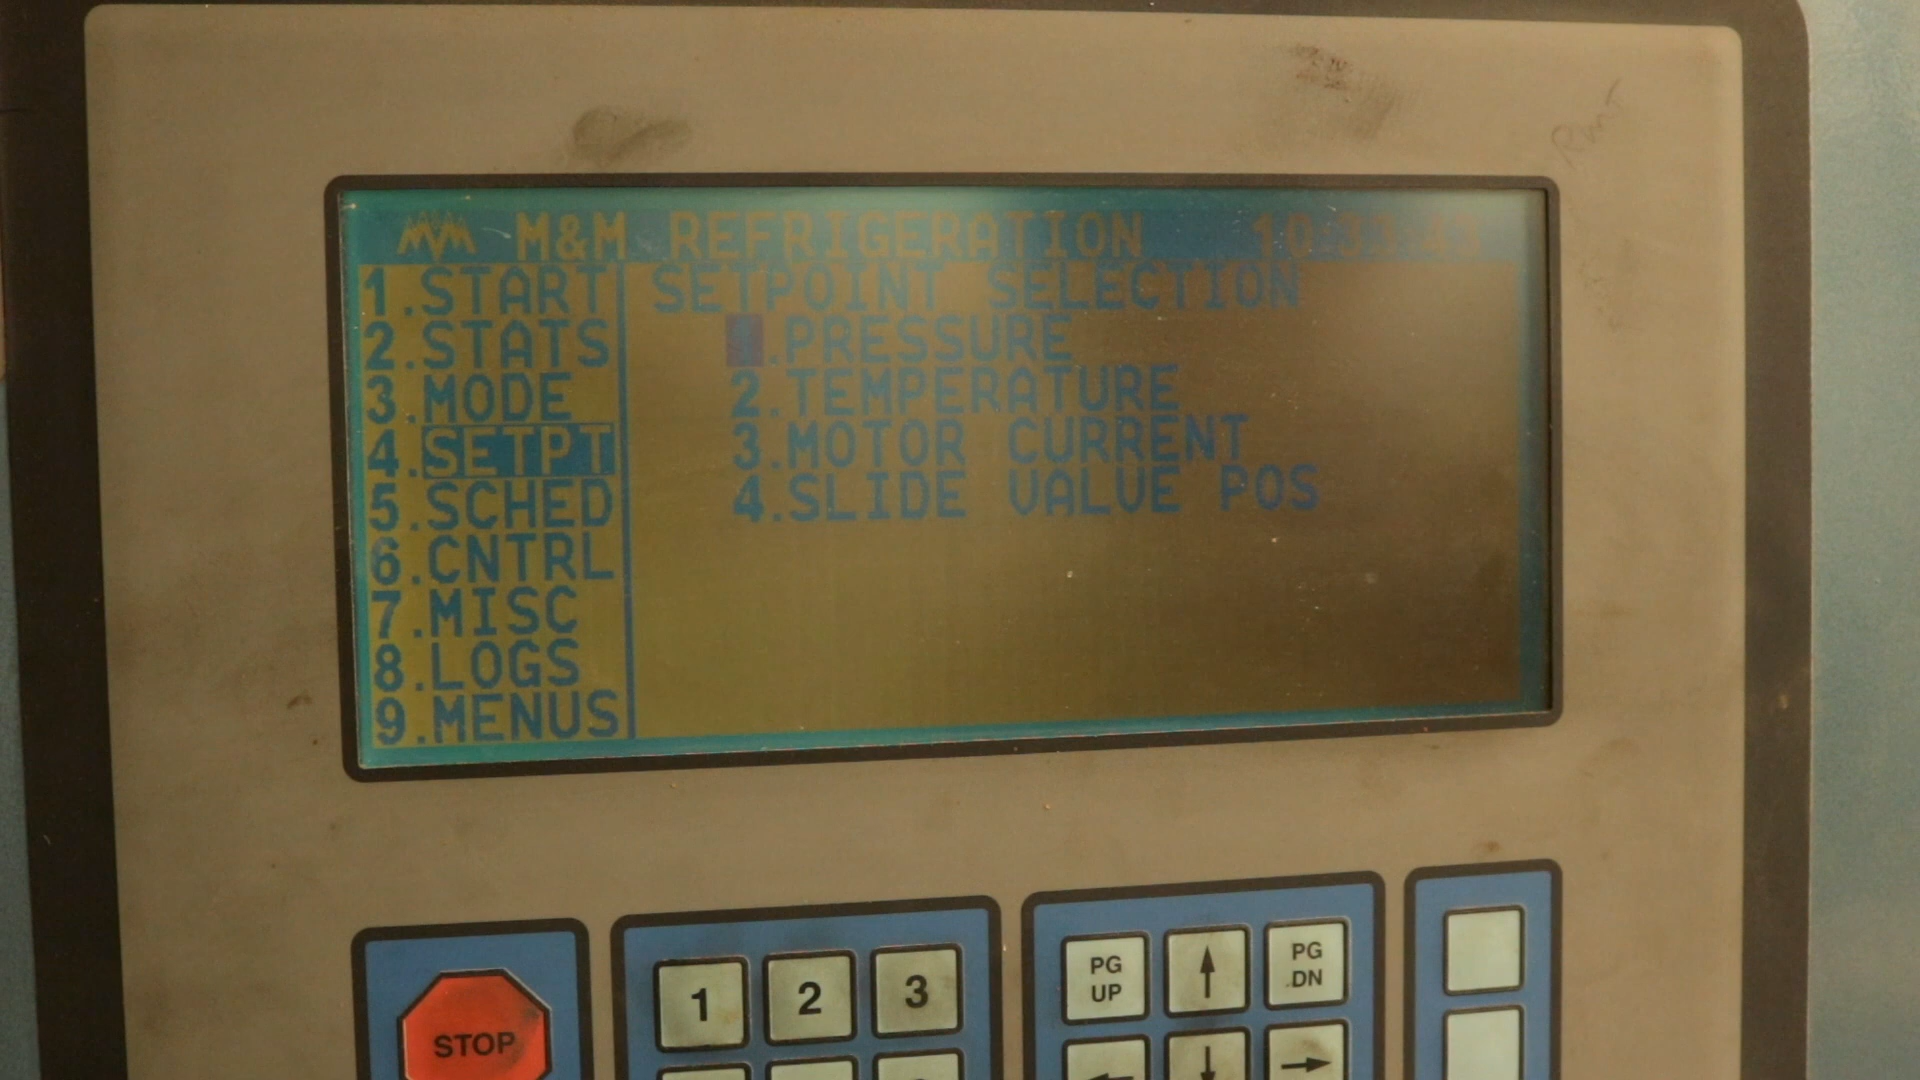 M&M REFRIGERATION
1.START
2.STATS
3.MODE
4.SETPT
5.SCHED
6.CNTRL
7.MISC
8.LOGS
9.MENUS
SETPOINT SELECTION
1.PRESSURE
2.TEMPERATURE
3.MOTOR CURRENT
4.SLIDE VALVE POS
STOP
1 2 3
PG UP
PG DN